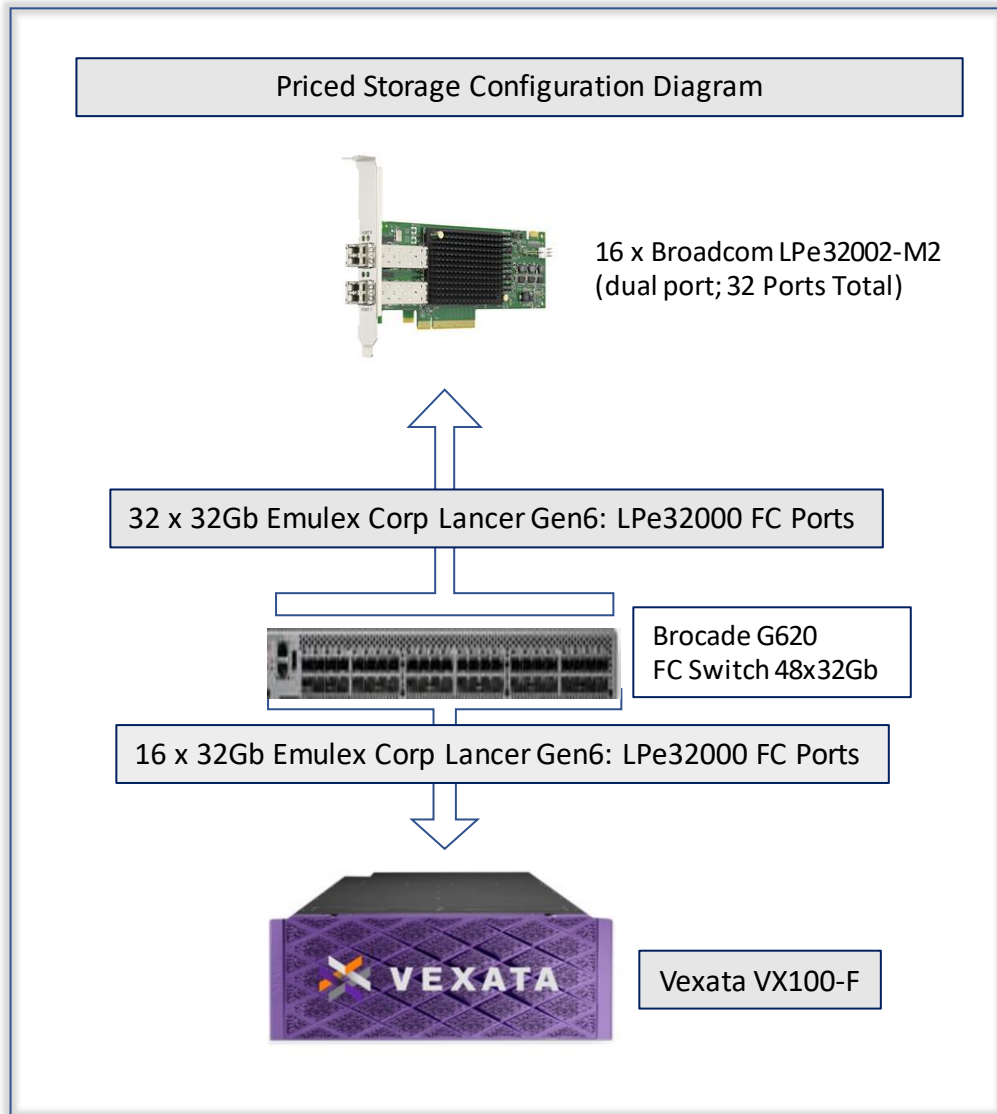 Priced Storage Configuration Diagram
16 x Broadcom LPe32002-M2
(dual port; 32 Ports Total)
32 x 32Gb Emulex Corp Lancer Gen6: LPe32000 FC Ports
Brocade G620
FC Switch 48x32Gb
16 x 32Gb Emulex Corp Lancer Gen6: LPe32000 FC Ports
VEXATA
Vexata VX100-F